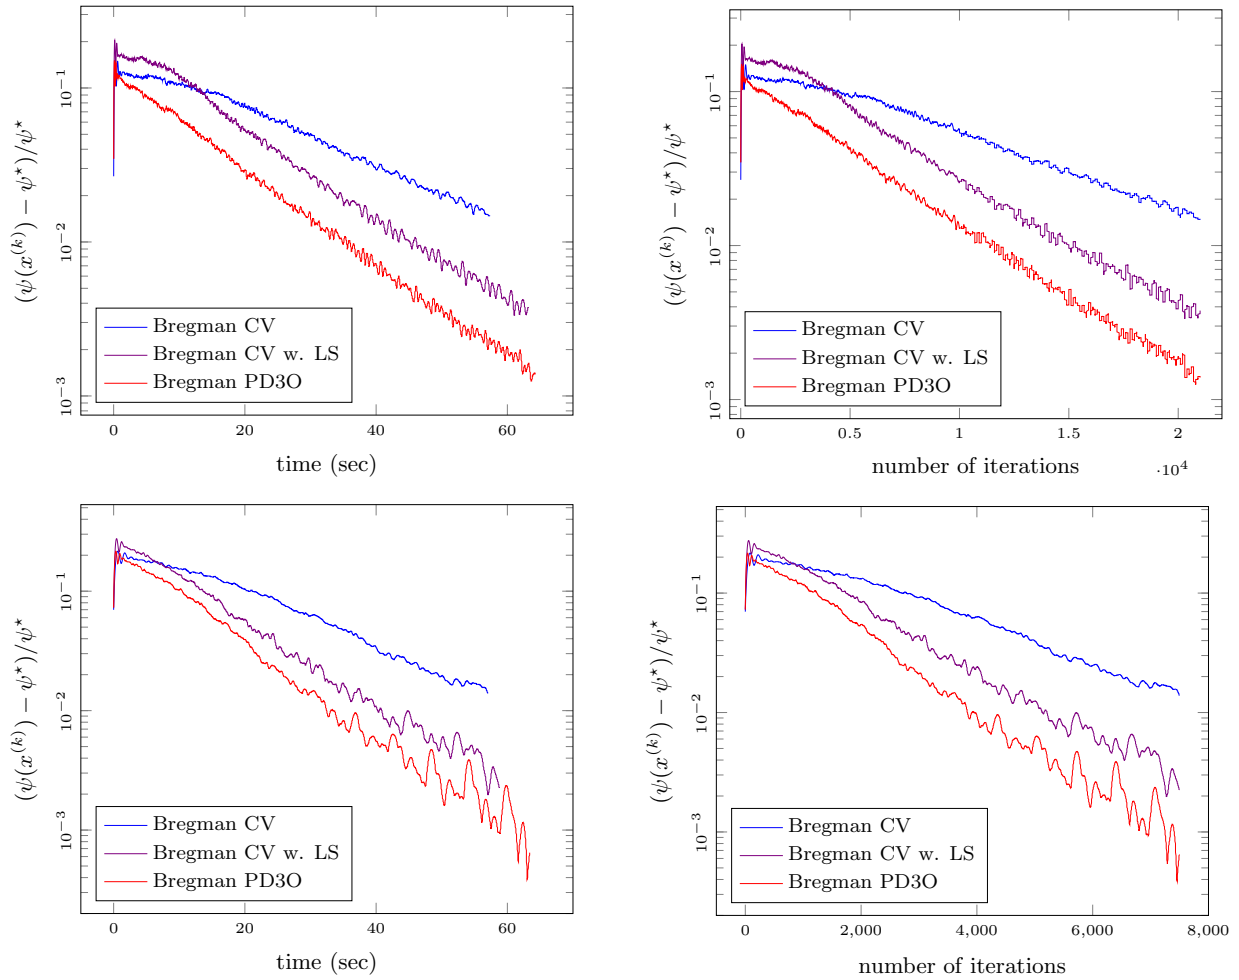 10⁻¹
10⁻²
10⁻³
(ψ(x⁽ᵏ⁾) − ψ⋆)/ψ⋆
Bregman CV
Bregman CV w. LS
Bregman PD3O
0 20 40 60
time (sec)
10⁻¹
10⁻²
10⁻³
(ψ(x⁽ᵏ⁾) − ψ⋆)/ψ⋆
Bregman CV
Bregman CV w. LS
Bregman PD3O
0 0.5 1 1.5 2
·10⁴
number of iterations
10⁻¹
10⁻²
10⁻³
(ψ(x⁽ᵏ⁾) − ψ⋆)/ψ⋆
Bregman CV
Bregman CV w. LS
Bregman PD3O
0 20 40 60
time (sec)
10⁻¹
10⁻²
10⁻³
(ψ(x⁽ᵏ⁾) − ψ⋆)/ψ⋆
Bregman CV
Bregman CV w. LS
Bregman PD3O
0 2,000 4,000 6,000 8,000
number of iterations